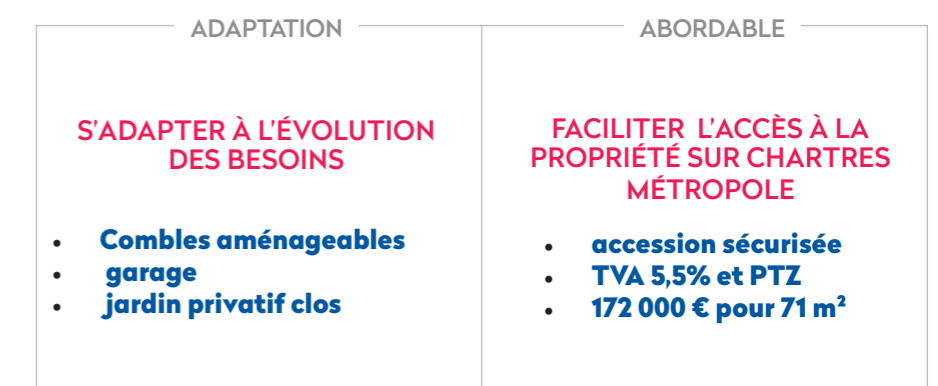 ADAPTATION
S'ADAPTER À L'ÉVOLUTION
DES BESOINS
• Combles aménageables
• garage
• jardin privatif clos
ABORDABLE
FACILITER L'ACCÈS À LA
PROPRIÉTÉ SUR CHARTRES
MÉTROPOLE
• accession sécurisée
• TVA 5,5% et PTZ
• 172 000 € pour 71 m²